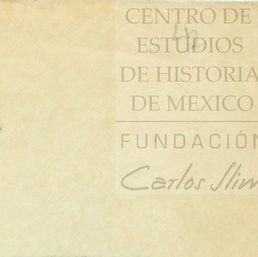 CENTRO DE
ESTUDIOS
DE HISTORIA
DE MEXICO
FUNDACIÓN
Carlos Slim